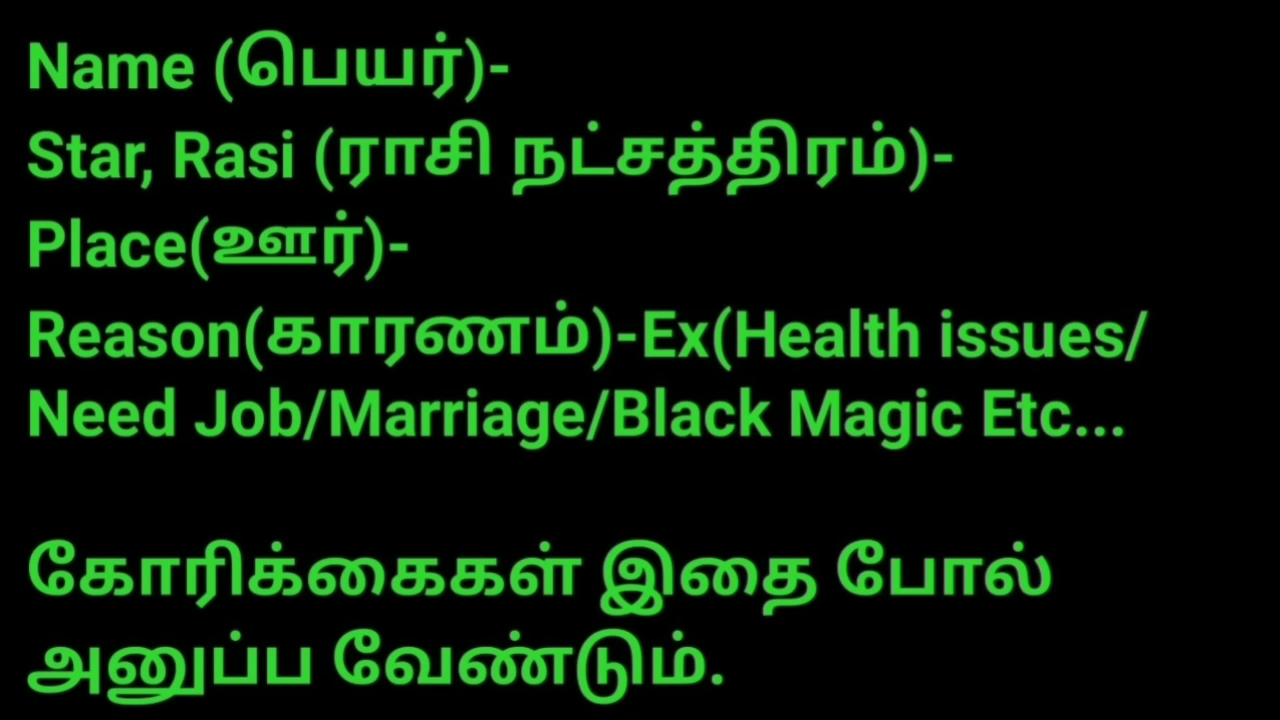 Name (பெயர்)-
Star, Rasi (ராசி நட்சத்திரம்)-
Place(ஊர்)-
Reason(காரணம்)-Ex(Health issues/
Need Job/Marriage/Black Magic Etc...
கோரிக்கைகள் இதை போல்
அனுப்ப வேண்டும்.